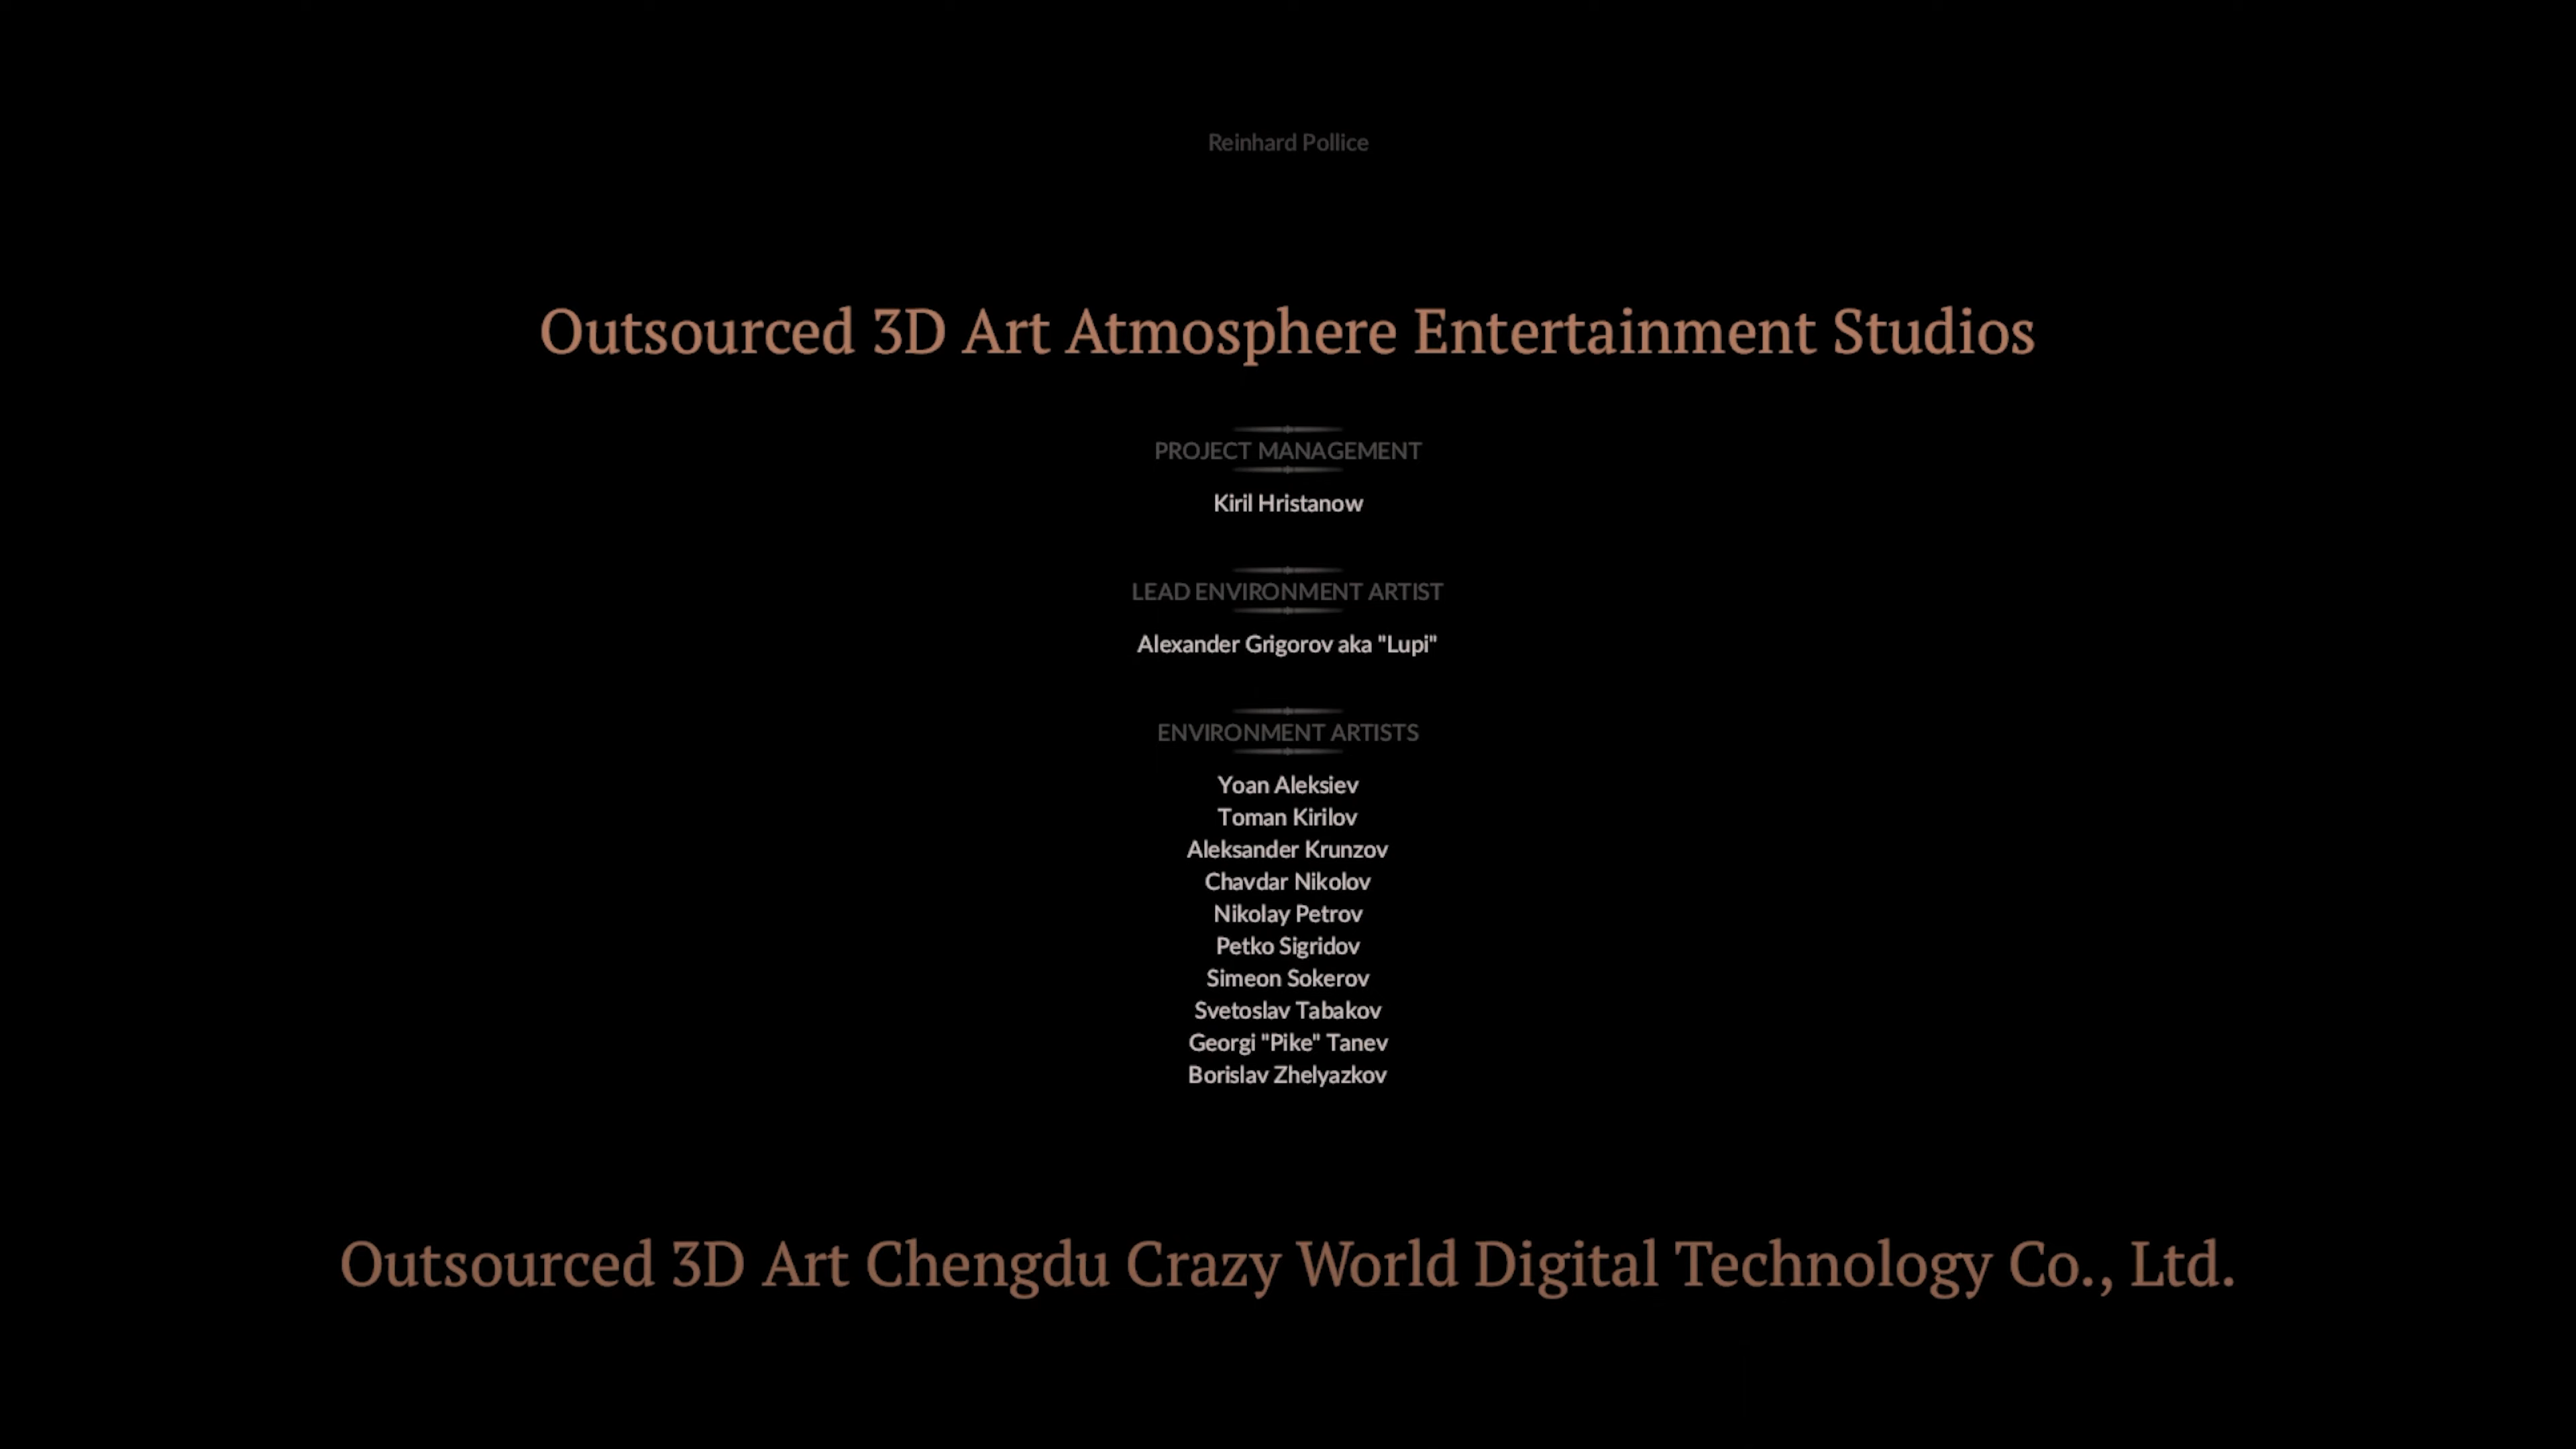 Reinhard Pollice
Outsourced 3D Art Atmosphere Entertainment Studios
PROJECT MANAGEMENT
Kiril Hristanow
LEAD ENVIRONMENT ARTIST
Alexander Grigorov aka "Lupi"
ENVIRONMENT ARTISTS
Yoan Aleksiev
Toman Kirilov
Aleksander Krunzov
Chavdar Nikolov
Nikolay Petrov
Petko Sigridov
Simeon Sokerov
Svetoslav Tabakov
Georgi "Pike" Tanev
Borislav Zhelyazkov
Outsourced 3D Art Chengdu Crazy World Digital Technology Co., Ltd.